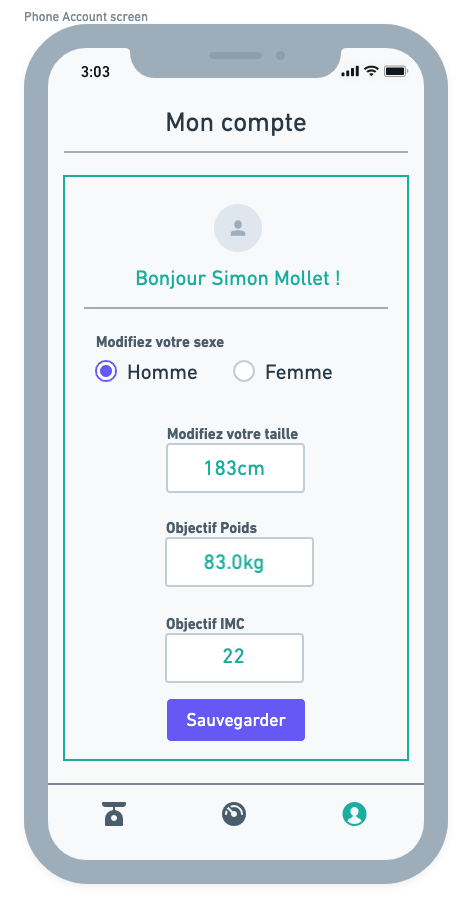 Phone Account screen
3:03
Mon compte
Bonjour Simon Mollet !
Modifiez votre sexe
Homme Femme
Modifiez votre taille
183cm
Objectif Poids
83.0kg
Objectif IMC
22
Sauvegarder